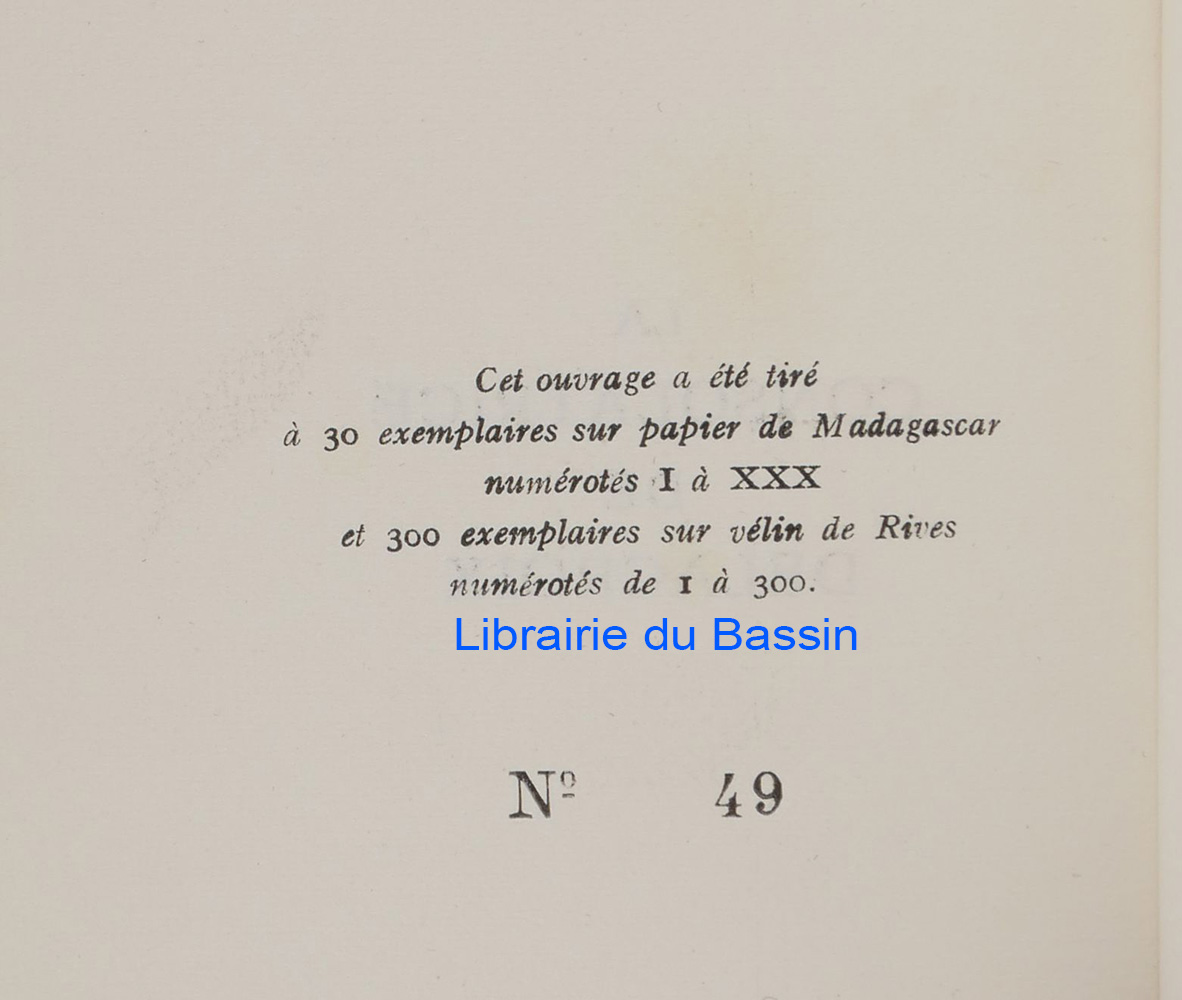 Cet ouvrage a été tiré
à 30 exemplaires sur papier de Madagascar
numérotés I à XXX
et 300 exemplaires sur vélin de Rives
numérotés de 1 à 300.
Librairie du Bassin
Nº 49